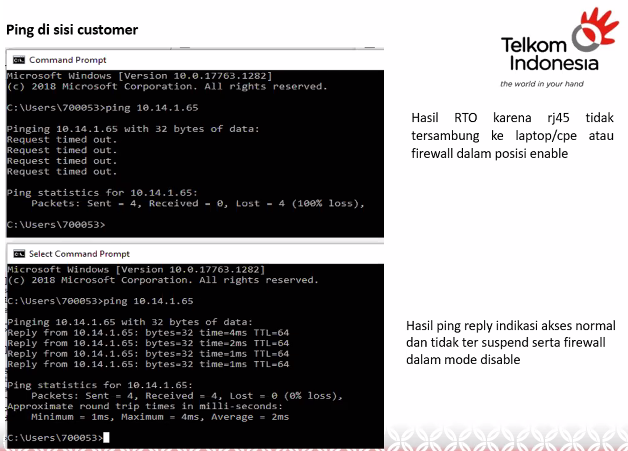 Ping di sisi customer
Telkom
Indonesia
the world in your hand
Command Prompt
Microsoft Windows [Version 10.0.17763.1282]
(c) 2018 Microsoft Corporation. All rights reserved.
C:\Users\700053>ping 10.14.1.65
Pinging 10.14.1.65 with 32 bytes of data:
Request timed out.
Request timed out.
Request timed out.
Request timed out.
Ping statistics for 10.14.1.65:
Packets: Sent = 4, Received = 0, Lost = 4 (100% loss),
C:\Users\700053>
Hasil RTO karena rj45 tidak
tersambung ke laptop/cpe atau
firewall dalam posisi enable
Select Command Prompt
Microsoft Windows [Version 10.0.17763.1282]
(c) 2018 Microsoft Corporation. All rights reserved.
C:\Users\700053>ping 10.14.1.65
Pinging 10.14.1.65 with 32 bytes of data:
Reply from 10.14.1.65: bytes=32 time=4ms TTL=64
Reply from 10.14.1.65: bytes=32 time=2ms TTL=64
Reply from 10.14.1.65: bytes=32 time=1ms TTL=64
Reply from 10.14.1.65: bytes=32 time=1ms TTL=64
Ping statistics for 10.14.1.65:
Packets: Sent = 4, Received = 4, Lost = 0 (0% loss),
Approximate round trip times in milli-seconds:
Minimum = 1ms, Maximum = 4ms, Average = 2ms
C:\Users\700053>
Hasil ping reply indikasi akses normal
dan tidak ter suspend serta firewall
dalam mode disable